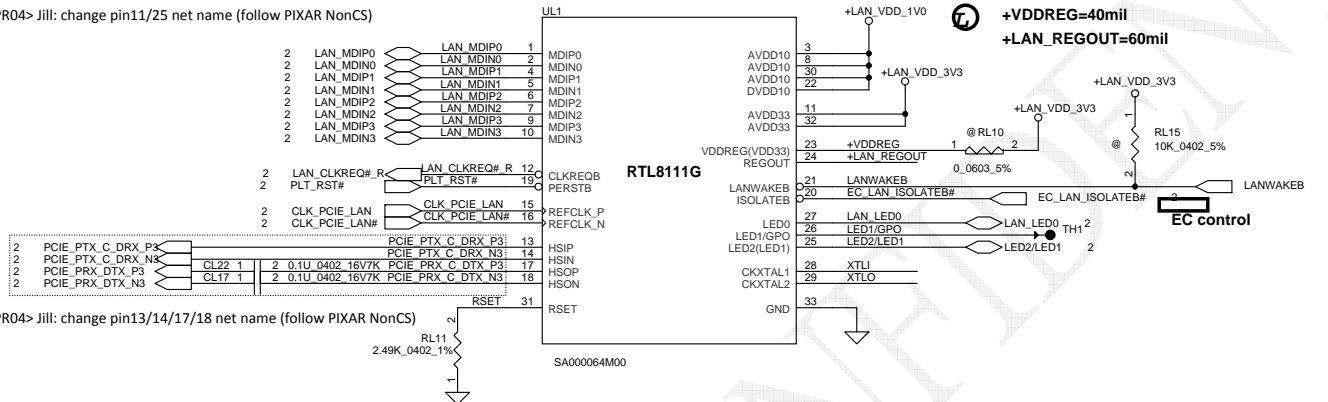 PR04> Jill: change pin11/25 net name (follow PIXAR NonCS)
UL1
+LAN_VDD_1V0
+VDDREG=40mil
+LAN_REGOUT=60mil
2 LAN_MDIP0 LAN_MDIP0 1 MDIP0
2 LAN_MDIN0 LAN_MDIN0 2 MDIN0
2 LAN_MDIP1 LAN_MDIP1 4 MDIP1
2 LAN_MDIN1 LAN_MDIN1 5 MDIN1
2 LAN_MDIP2 LAN_MDIP2 6 MDIP2
2 LAN_MDIN2 LAN_MDIN2 7 MDIN2
2 LAN_MDIP3 LAN_MDIP3 9 MDIP3
2 LAN_MDIN3 LAN_MDIN3 10 MDIN3
AVDD10 3
AVDD10 8
AVDD10 30
DVDD10 22
+LAN_VDD_3V3
AVDD33 11
AVDD33 32
+LAN_VDD_3V3
+LAN_VDD_3V3
VDDREG(VDD33) 23 +VDDREG 1 @ RL10 2
REGOUT 24 +LAN_REGOUT
0_0603_5%
1
@
RL15
10K_0402_5%
2
RTL8111G
2 LAN_CLKREQ#_R LAN_CLKREQ#_R 12 CLKREQB
2 PLT_RST# PLT_RST# 19 PERSTB
LANWAKEB 21 LANWAKEB LANWAKEB
ISOLATEB 20 EC_LAN_ISOLATEB# EC_LAN_ISOLATEB# 2
EC control
2 CLK_PCIE_LAN CLK_PCIE_LAN 15 REFCLK_P
2 CLK_PCIE_LAN# CLK_PCIE_LAN# 16 REFCLK_N
LED0 27 LAN_LED0 LAN_LED0 2
LED1/GPO 26 LED1/GPO TH1
LED2(LED1) 25 LED2/LED1 LED2/LED1 2
2 PCIE_PTX_C_DRX_P3 PCIE_PTX_C_DRX_P3 13 HSIP
2 PCIE_PTX_C_DRX_N3 PCIE_PTX_C_DRX_N3 14 HSIN
2 PCIE_PRX_DTX_P3 CL22 1 2 0.1U_0402_16V7K PCIE_PRX_C_DTX_P3 17 HSOP
2 PCIE_PRX_DTX_N3 CL17 1 2 0.1U_0402_16V7K PCIE_PRX_C_DTX_N3 18 HSON
CKXTAL1 28 XTLI
CKXTAL2 29 XTLO
RSET 31 RSET
GND 33
PR04> Jill: change pin13/14/17/18 net name (follow PIXAR NonCS)
2
RL11
2.49K_0402_1%
1
SA000064M00